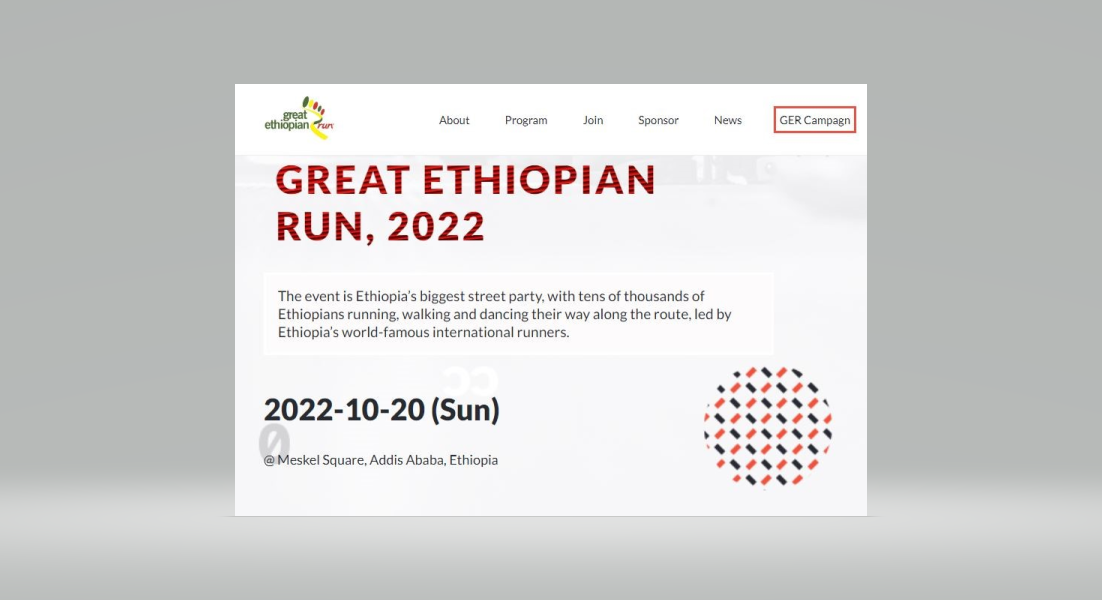 great
ethiopian run
About Program Join Sponsor News GER Campagn
GREAT ETHIOPIAN
RUN, 2022
The event is Ethiopia's biggest street party, with tens of thousands of
Ethiopians running, walking and dancing their way along the route, led by
Ethiopia's world-famous international runners.
2022-10-20 (Sun)
@ Meskel Square, Addis Ababa, Ethiopia